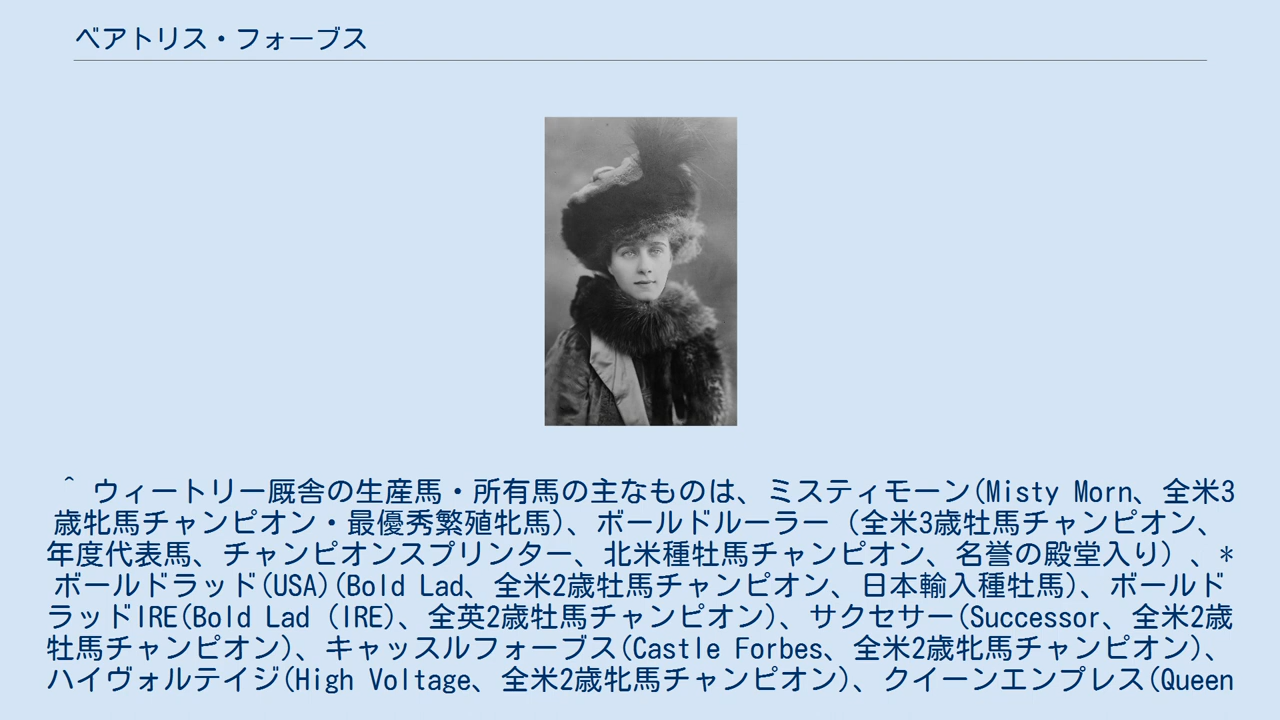 ベアトリス・フォーブス
^ ウィートリー厩舎の生産馬・所有馬の主なものは、ミスティモーン(Misty Morn、全米3
歳牝馬チャンピオン・最優秀繁殖牝馬)、ボールドルーラー（全米3歳牡馬チャンピオン、
年度代表馬、チャンピオンスプリンター、北米種牡馬チャンピオン、名誉の殿堂入り）、*
ボールドラッド(USA)(Bold Lad、全米2歳牡馬チャンピオン、日本輸入種牡馬)、ボールド
ラッドIRE(Bold Lad (IRE)、全英2歳牡馬チャンピオン)、サクセサー(Successor、全米2歳
牡馬チャンピオン)、キャッスルフォーブス(Castle Forbes、全米2歳牝馬チャンピオン)、
ハイヴォルテイジ(High Voltage、全米2歳牝馬チャンピオン)、クイーンエンプレス(Queen